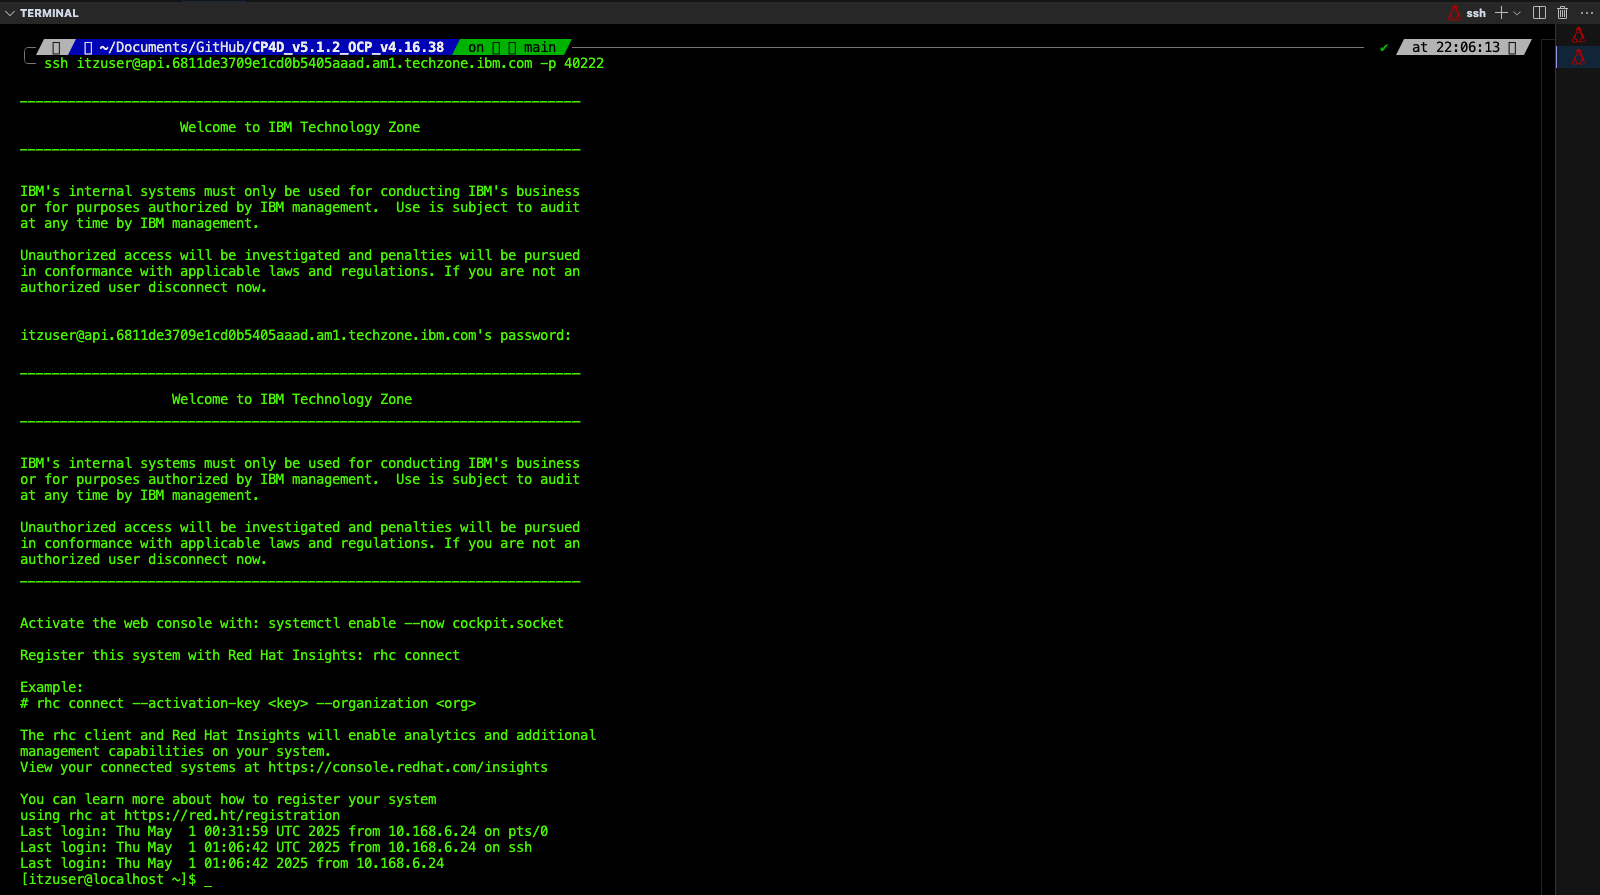 TERMINAL
ssh
~/Documents/GitHub/CP4D_v5.1.2_OCP_v4.16.38 on main ✔ at 22:06:13
ssh itzuser@api.6811de3709e1cd0b5405aaad.am1.techzone.ibm.com -p 40222
Welcome to IBM Technology Zone
IBM's internal systems must only be used for conducting IBM's business
or for purposes authorized by IBM management.  Use is subject to audit
at any time by IBM management.
Unauthorized access will be investigated and penalties will be pursued
in conformance with applicable laws and regulations. If you are not an
authorized user disconnect now.
itzuser@api.6811de3709e1cd0b5405aaad.am1.techzone.ibm.com's password:
Welcome to IBM Technology Zone
IBM's internal systems must only be used for conducting IBM's business
or for purposes authorized by IBM management.  Use is subject to audit
at any time by IBM management.
Unauthorized access will be investigated and penalties will be pursued
in conformance with applicable laws and regulations. If you are not an
authorized user disconnect now.
Activate the web console with: systemctl enable --now cockpit.socket
Register this system with Red Hat Insights: rhc connect
Example:
# rhc connect --activation-key <key> --organization <org>
The rhc client and Red Hat Insights will enable analytics and additional
management capabilities on your system.
View your connected systems at https://console.redhat.com/insights
You can learn more about how to register your system
using rhc at https://red.ht/registration
Last login: Thu May  1 00:31:59 UTC 2025 from 10.168.6.24 on pts/0
Last login: Thu May  1 01:06:42 UTC 2025 from 10.168.6.24 on ssh
Last login: Thu May  1 01:06:42 2025 from 10.168.6.24
[itzuser@localhost ~]$ _